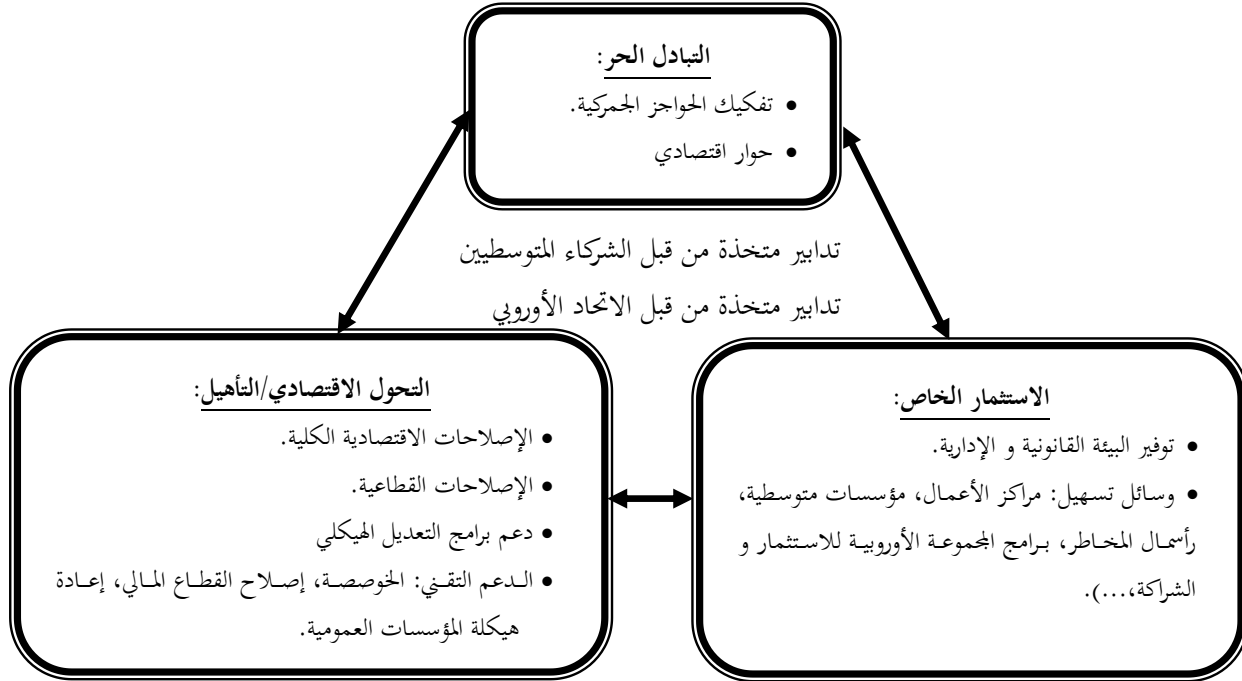 التبادل الحر:
• تفكيك الحواجز الجمركية.
• حوار اقتصادي
تدابير متخذة من قبل الشركاء المتوسطيين
تدابير متخذة من قبل الاتحاد الأوروبي
الاستثمار الخاص:
• توفير البيئة القانونية و الإدارية.
• وسائل تسهيل: مراكز الأعمال، مؤسسات متوسطية،
رأسمال المخاطر، برامج المجموعة الأوروبية للاستثمار و
الشراكة،...).
التحول الاقتصادي/التأهيل:
• الإصلاحات الاقتصادية الكلية.
• الإصلاحات القطاعية.
• دعم برامج التعديل الهيكلي
• الدعم التقني: الخوصصة، إصلاح القطاع المالي، إعادة
هيكلة المؤسسات العمومية.